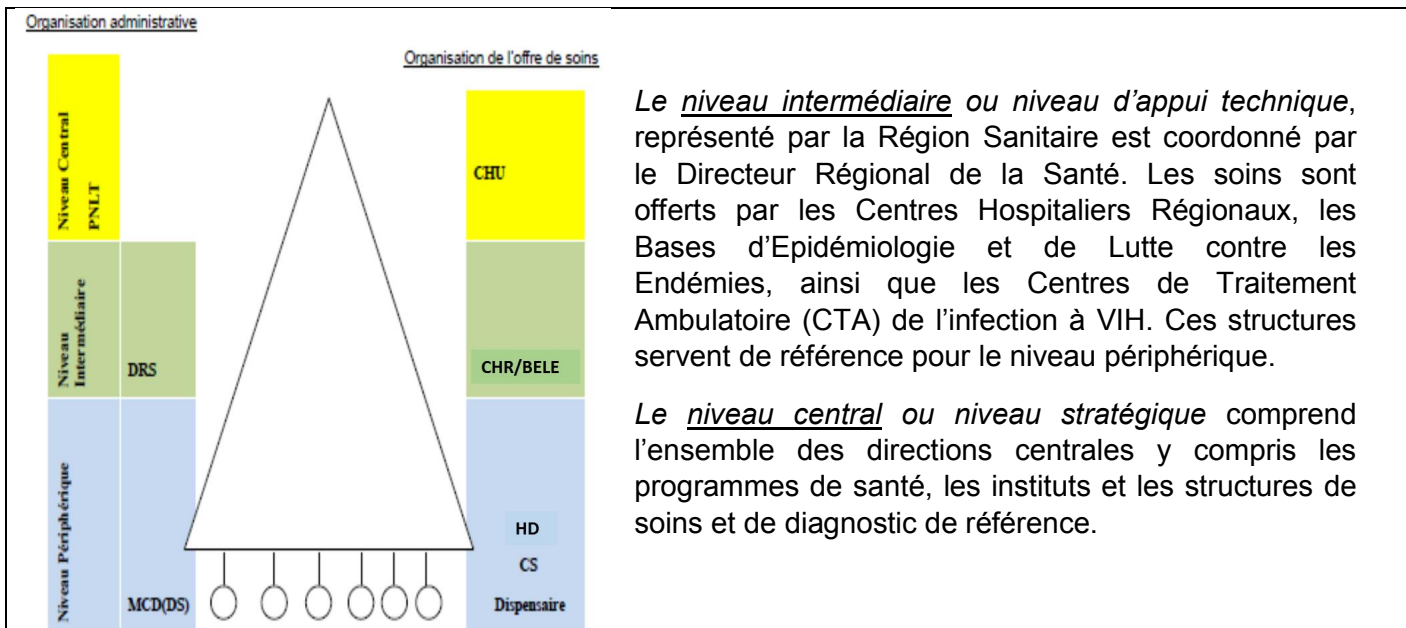 Organisation administrative
Organisation de l'offre de soins
Niveau Central
PNLT
CHU
Niveau
Intermédiaire
DRS
CHR/BELE
Niveau Périphérique
MCD(DS)
HD
CS
Dispensaire
Le niveau intermédiaire ou niveau d’appui technique,
représenté par la Région Sanitaire est coordonné par
le Directeur Régional de la Santé. Les soins sont
offerts par les Centres Hospitaliers Régionaux, les
Bases d’Epidémiologie et de Lutte contre les
Endémies, ainsi que les Centres de Traitement
Ambulatoire (CTA) de l’infection à VIH. Ces structures
servent de référence pour le niveau périphérique.
Le niveau central ou niveau stratégique comprend
l’ensemble des directions centrales y compris les
programmes de santé, les instituts et les structures de
soins et de diagnostic de référence.